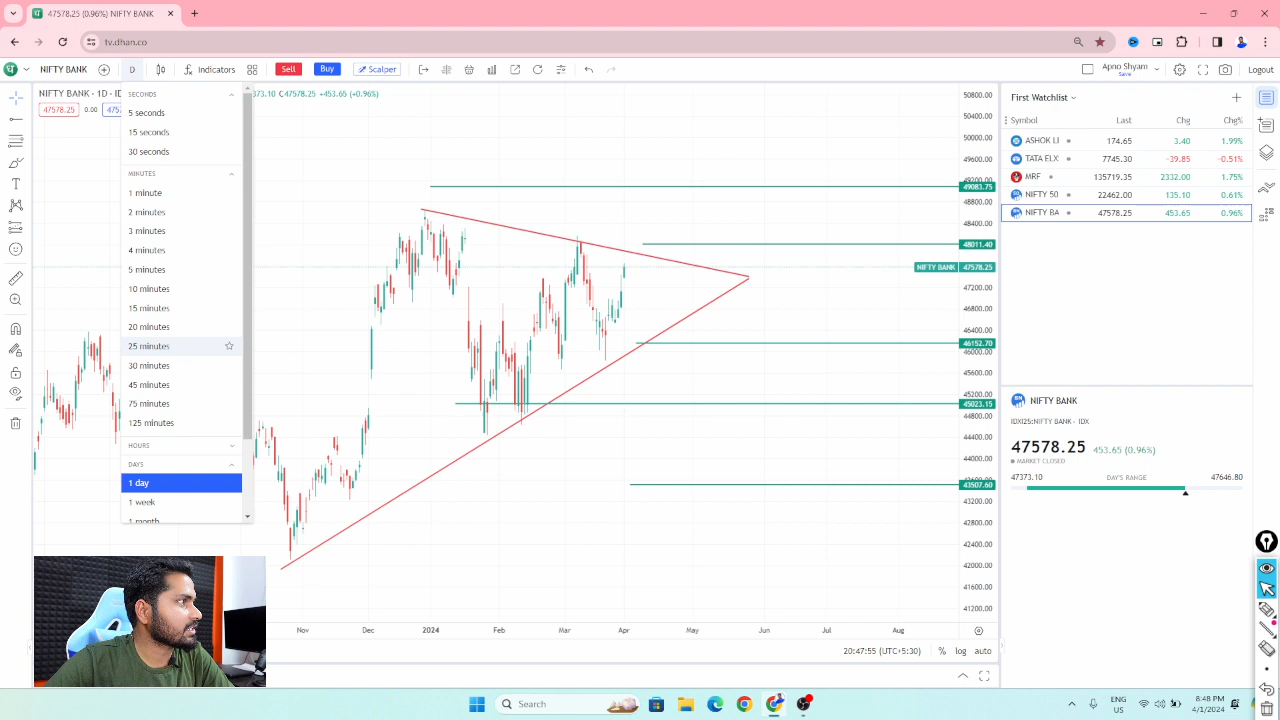 47578.25 (0.96%) NIFTY BANK
tv.dhan.co
NIFTY BANK
D
Indicators
Sell
Buy
Scalper
Apno Shyam
Save
Logout
NIFTY BANK · 1D · ID
373.10 C47578.25 +453.65 (+0.96%)
47578.25
0.00
SECONDS
5 seconds
15 seconds
30 seconds
MINUTES
1 minute
2 minutes
3 minutes
4 minutes
5 minutes
10 minutes
15 minutes
20 minutes
25 minutes
30 minutes
45 minutes
75 minutes
125 minutes
HOURS
DAYS
1 day
1 week
1 month
50800.00
50400.00
50000.00
49600.00
49200.00
49083.75
48800.00
48400.00
48011.40
NIFTY BANK 47578.25
47200.00
46800.00
46400.00
46152.70
46000.00
45200.00
45023.15
44800.00
44400.00
44000.00
43507.60
43200.00
42800.00
42400.00
42000.00
41600.00
41200.00
Nov
Dec
2024
Feb
Mar
Apr
May
Jun
Jul
Aug
20:47:55 (UTC+5:30)
%
log
auto
First Watchlist
Symbol Last Chg Chg%
ASHOK LI 174.65 3.40 1.99%
TATA ELX 7745.30 −39.85 −0.51%
MRF 135719.35 2332.00 1.75%
NIFTY 50 22462.00 135.10 0.61%
NIFTY BA 47578.25 453.65 0.96%
NIFTY BANK
IDXI25:NIFTY BANK · IDX
47578.25 453.65 (0.96%)
MARKET CLOSED
47373.10 DAY'S RANGE 47646.80
Search
ENG
US
8:48 PM
4/1/2024